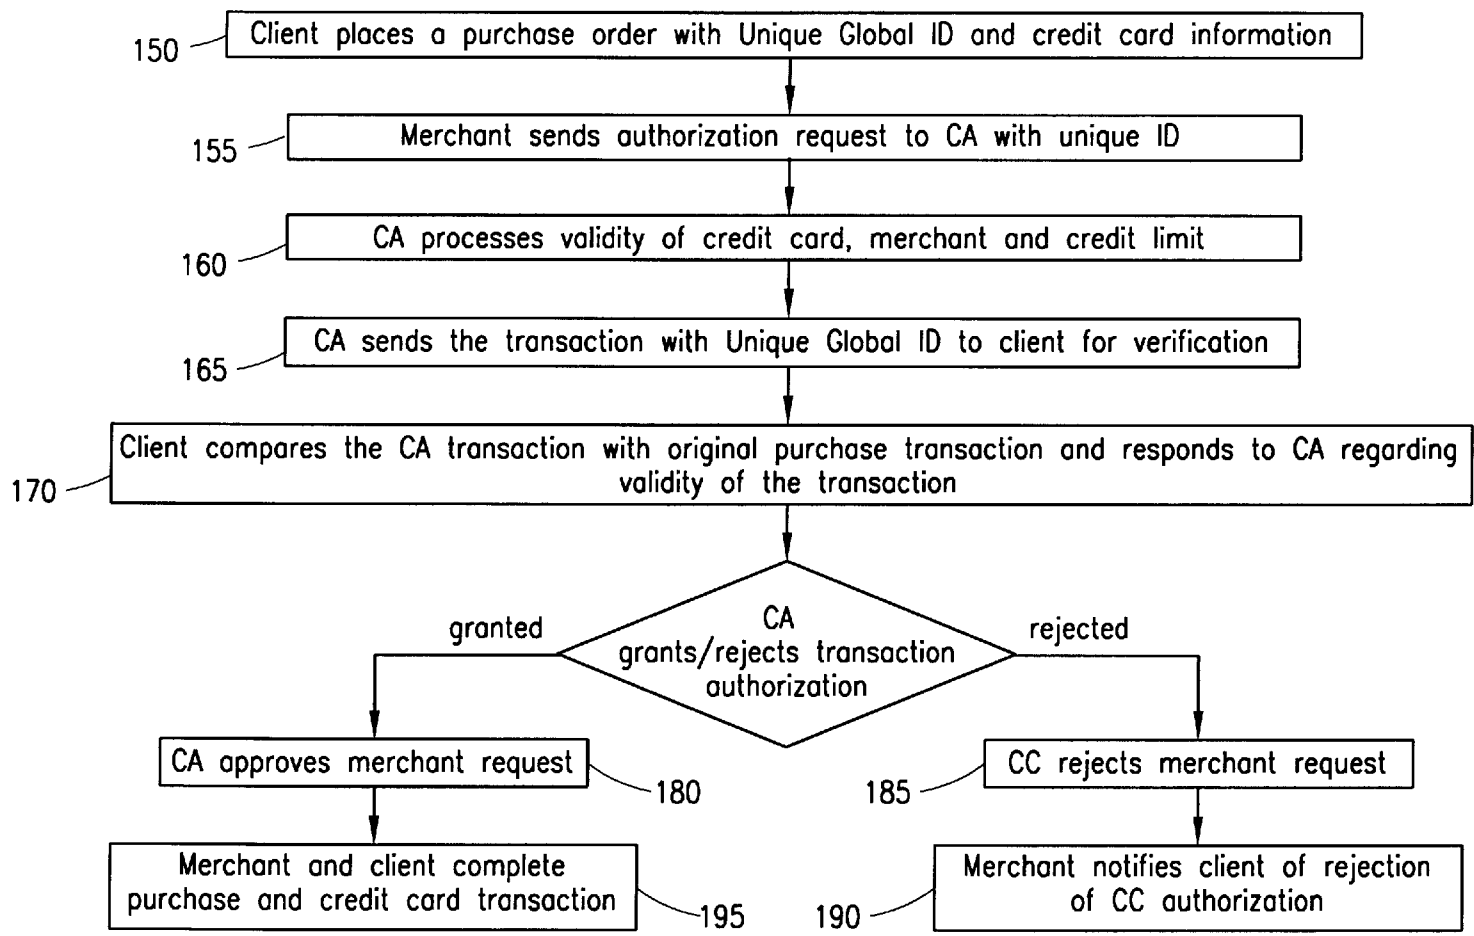 Client places a purchase order with Unique Global ID and credit card information
150
Merchant sends authorization request to CA with unique ID
155
CA processes validity of credit card, merchant and credit limit
160
CA sends the transaction with Unique Global ID to client for verification
165
Client compares the CA transaction with original purchase transaction and responds to CA regarding
validity of the transaction
170
CA
grants/rejects transaction
authorization
granted
rejected
CA approves merchant request
180
185
CC rejects merchant request
Merchant and client complete
purchase and credit card transaction
195
190
Merchant notifies client of rejection
of CC authorization